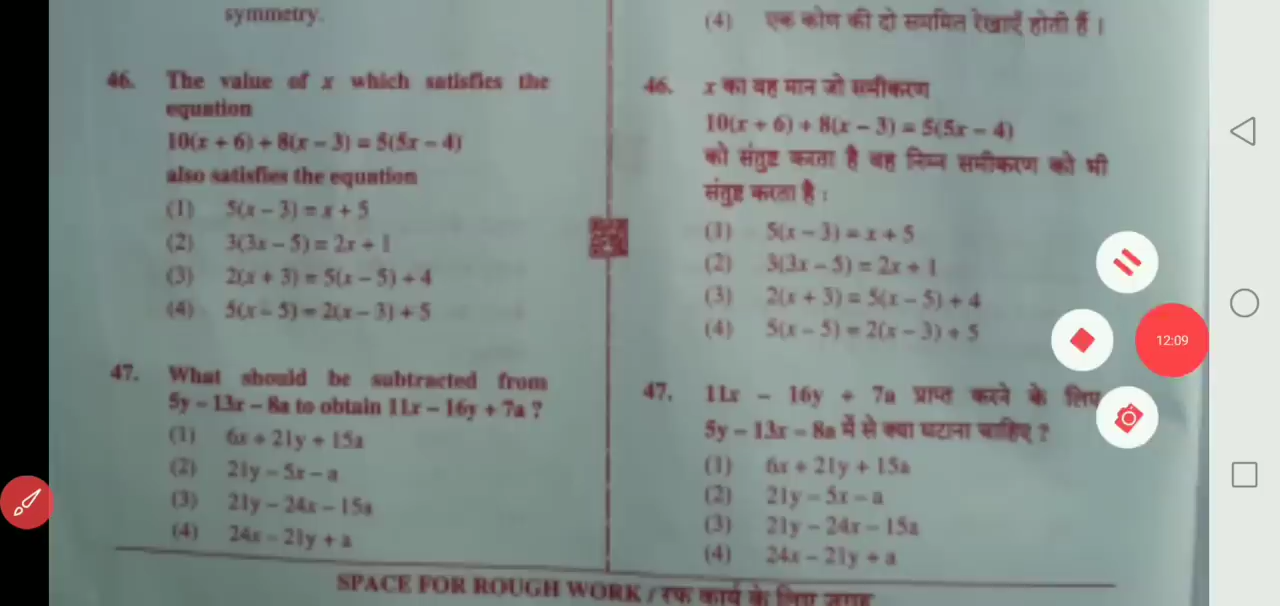 symmetry.
46. The value of x which satisfies the
equation
10(x + 6) + 8(x – 3) = 5(5x – 4)
also satisfies the equation
(1) 5(x – 3) = x + 5
(2) 3(3x – 5) = 2x + 1
(3) 2(x + 3) = 5(x – 5) + 4
(4) 5(x – 5) = 2(x – 3) + 5
47. What should be subtracted from
5y – 13x – 8a to obtain 11x – 16y + 7a ?
(1) 6x + 21y + 15a
(2) 21y – 5x – a
(3) 21y – 24x – 15a
(4) 24x – 21y + a
(4) एक कोण की दो सममित रेखाएँ होती हैं ।
46. x का वह मान जो समीकरण
10(x + 6) + 8(x – 3) = 5(5x – 4)
को संतुष्ट करता है वह निम्न समीकरण को भी
संतुष्ट करता है :
(1) 5(x – 3) = x + 5
(2) 3(3x – 5) = 2x + 1
(3) 2(x + 3) = 5(x – 5) + 4
(4) 5(x – 5) = 2(x – 3) + 5
47. 11x – 16y + 7a प्राप्त करने के लिए
5y – 13x – 8a में से क्या घटाना चाहिए ?
(1) 6x + 21y + 15a
(2) 21y – 5x – a
(3) 21y – 24x – 15a
(4) 24x – 21y + a
SPACE FOR ROUGH WORK / रफ कार्य के लिए जगह
12:09